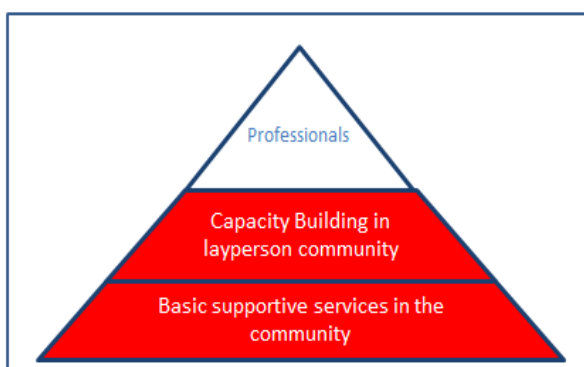 Professionals
Capacity Building in
layperson community
Basic supportive services in the
community